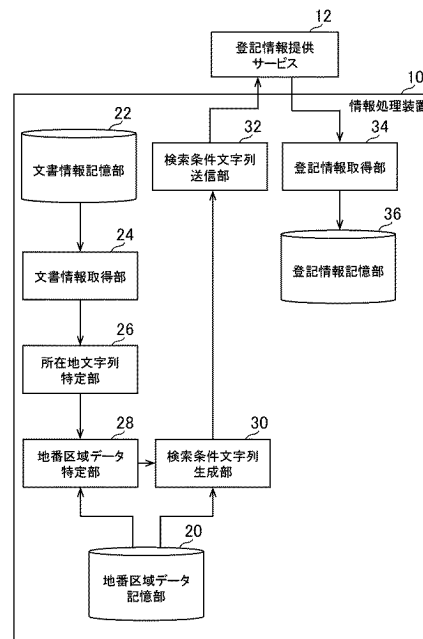 12
登記情報提供
サービス
10
情報処理装置
22
文書情報記憶部
32
検索条件文字列
送信部
34
登記情報取得部
24
文書情報取得部
36
登記情報記憶部
26
所在地文字列
特定部
28
地番区域データ
特定部
30
検索条件文字列
生成部
20
地番区域データ
記憶部